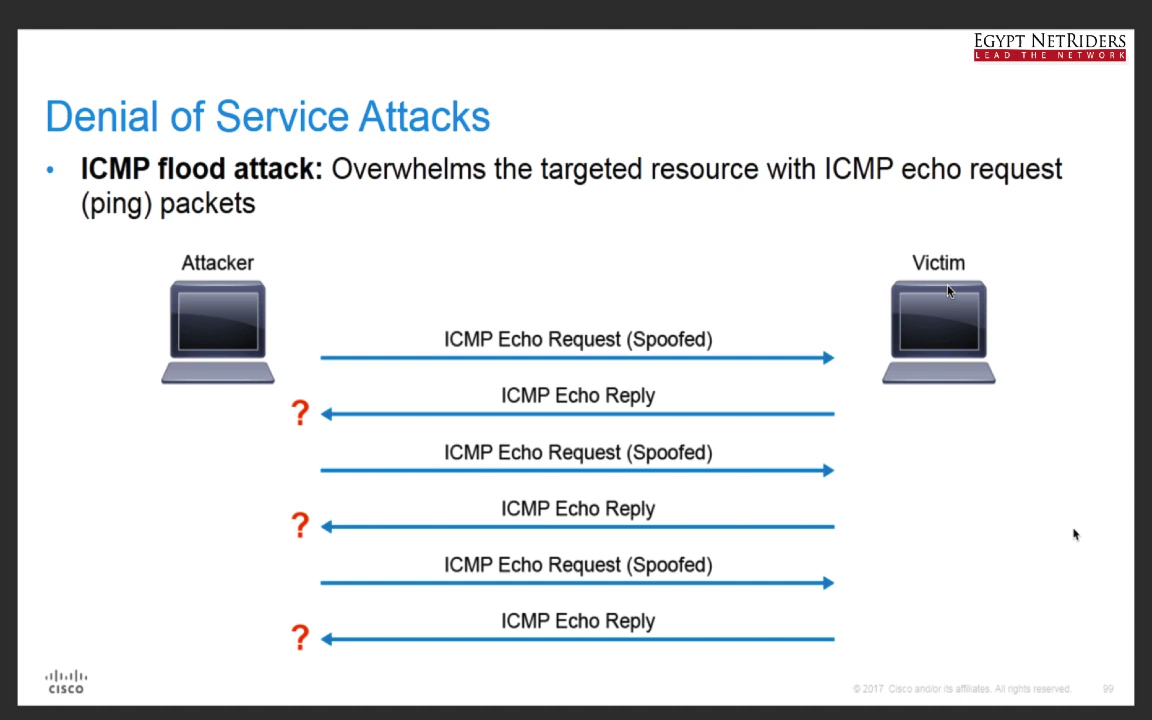 EGYPT NETRIDERS
LEAD THE NETWORK
Denial of Service Attacks
• ICMP flood attack: Overwhelms the targeted resource with ICMP echo request
(ping) packets
Attacker
Victim
ICMP Echo Request (Spoofed)
ICMP Echo Reply
?
ICMP Echo Request (Spoofed)
ICMP Echo Reply
?
ICMP Echo Request (Spoofed)
ICMP Echo Reply
?
CISCO
© 2017 Cisco and/or its affiliates. All rights reserved. 99